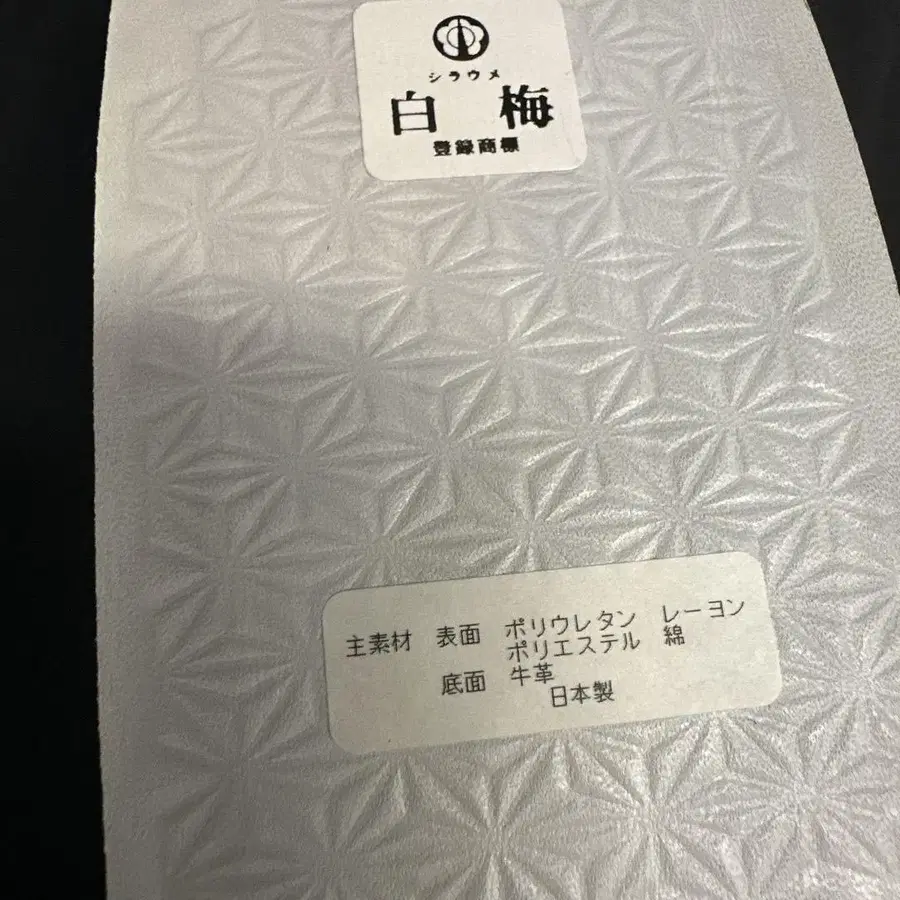 シラウメ
白 梅
登録商標
主素材 表面 ポリウレタン レーヨン
ポリエステル 綿
底面 牛革
日本製